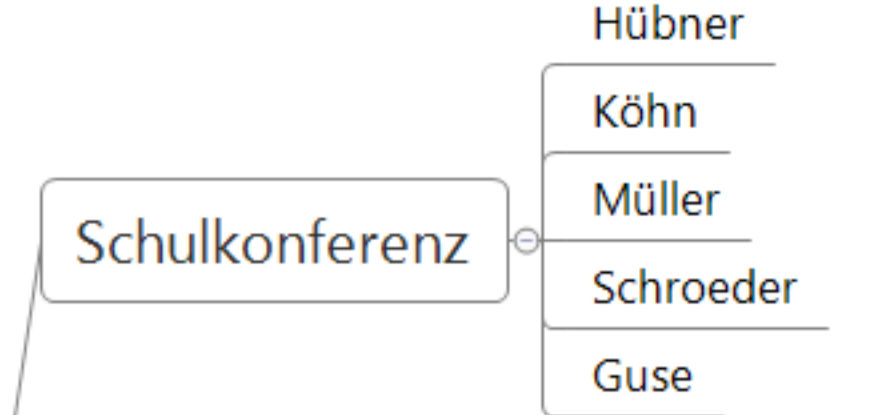 Hübner
Köhn
Müller
Schulkonferenz
Schroeder
Guse